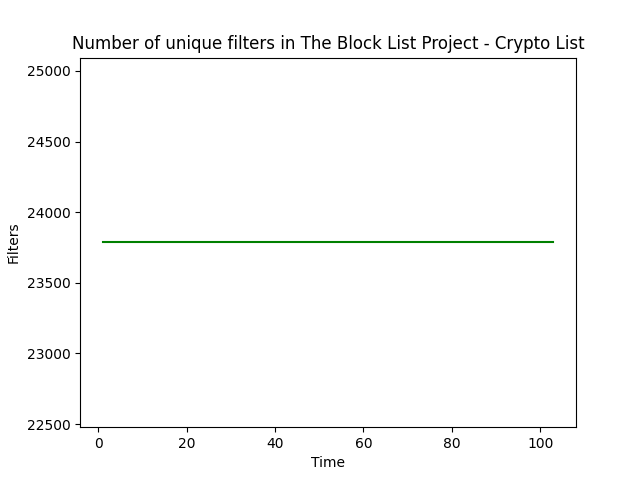 Number of unique filters in The Block List Project - Crypto List
25000
24500
24000
23500
23000
22500
Filters
0 20 40 60 80 100
Time